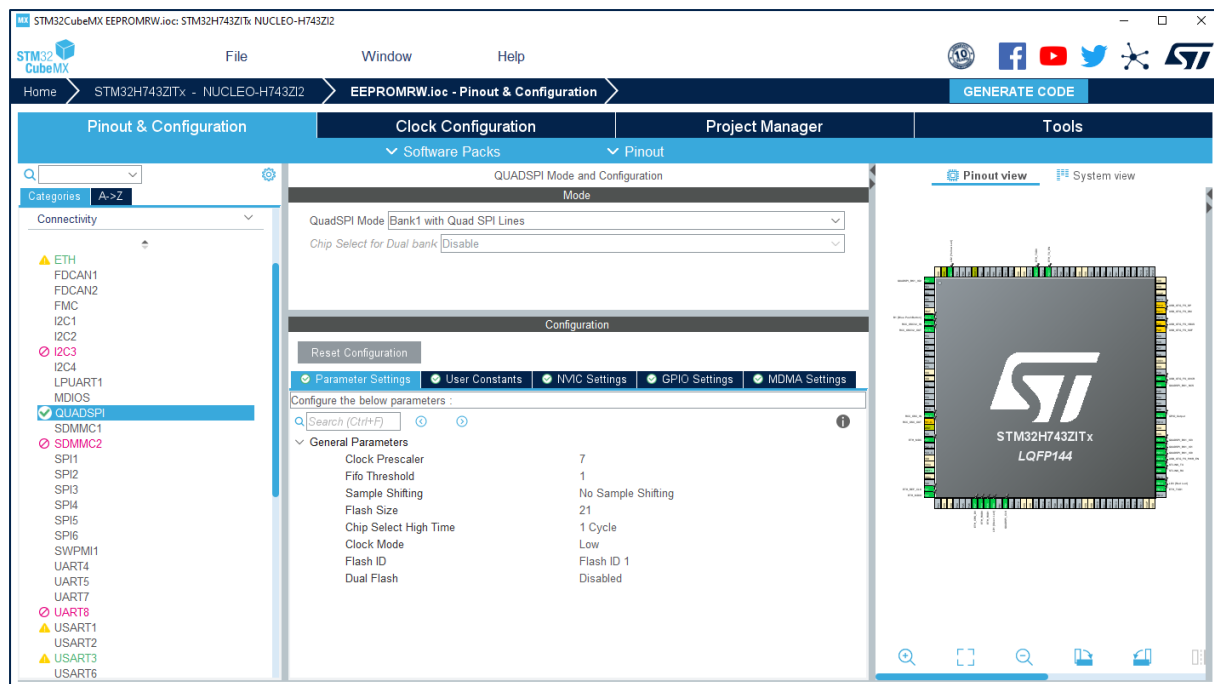 MX STM32CubeMX EEPROMRW.ioc: STM32H743ZITx NUCLEO-H743ZI2
STM32 CubeMX
File Window Help
10
Home STM32H743ZITx - NUCLEO-H743ZI2 EEPROMRW.ioc - Pinout & Configuration GENERATE CODE
Pinout & Configuration Clock Configuration Project Manager Tools
Software Packs Pinout
Categories A->Z
Connectivity
ETH
FDCAN1
FDCAN2
FMC
I2C1
I2C2
I2C3
I2C4
LPUART1
MDIOS
QUADSPI
SDMMC1
SDMMC2
SPI1
SPI2
SPI3
SPI4
SPI5
SPI6
SWPMI1
UART4
UART5
UART7
UART8
USART1
USART2
USART3
USART6
QUADSPI Mode and Configuration
Mode
QuadSPI Mode Bank1 with Quad SPI Lines
Chip Select for Dual bank Disable
Configuration
Reset Configuration
Parameter Settings User Constants NVIC Settings GPIO Settings MDMA Settings
Configure the below parameters :
Search (Ctrl+F)
General Parameters
Clock Prescaler 7
Fifo Threshold 1
Sample Shifting No Sample Shifting
Flash Size 21
Chip Select High Time 1 Cycle
Clock Mode Low
Flash ID Flash ID 1
Dual Flash Disabled
Pinout view System view
STM32H743ZITx
LQFP144